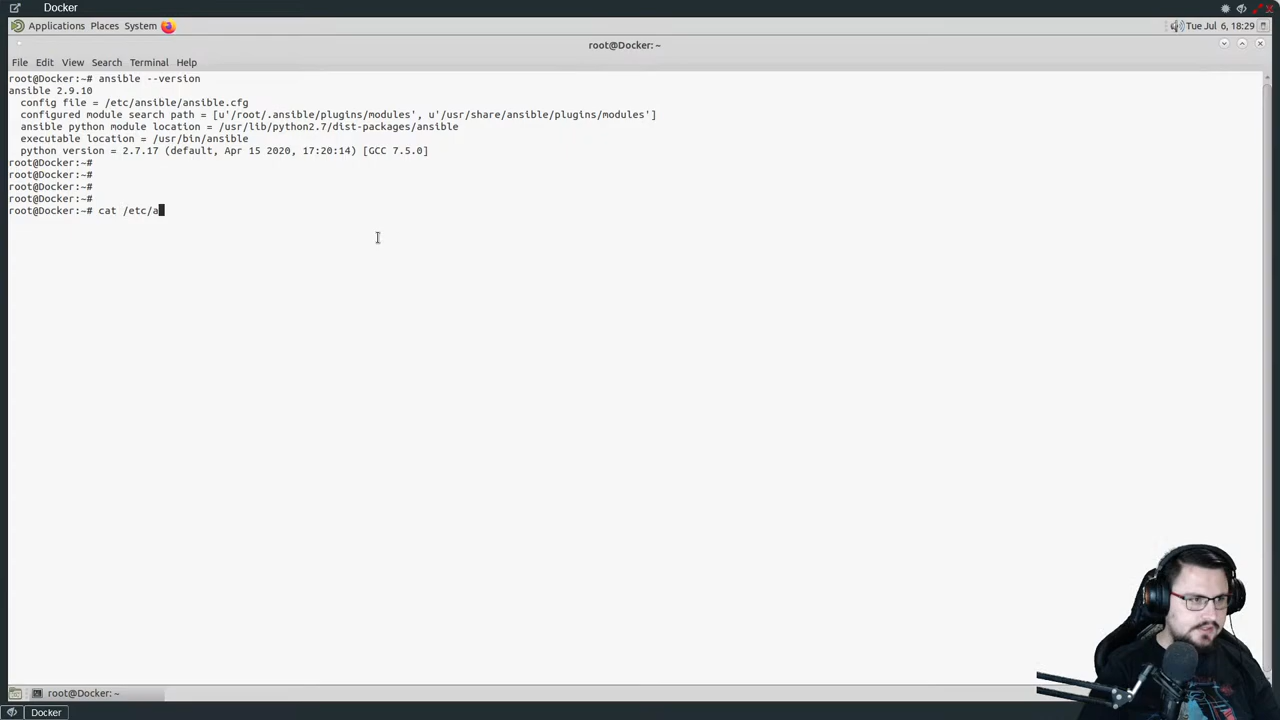 Docker
Applications Places System
Tue Jul 6, 18:29
root@Docker: ~
File Edit View Search Terminal Help
root@Docker:~# ansible --version
ansible 2.9.10
config file = /etc/ansible/ansible.cfg
configured module search path = [u'/root/.ansible/plugins/modules', u'/usr/share/ansible/plugins/modules']
ansible python module location = /usr/lib/python2.7/dist-packages/ansible
executable location = /usr/bin/ansible
python version = 2.7.17 (default, Apr 15 2020, 17:20:14) [GCC 7.5.0]
root@Docker:~#
root@Docker:~#
root@Docker:~#
root@Docker:~#
root@Docker:~# cat /etc/a
root@Docker: ~
Docker